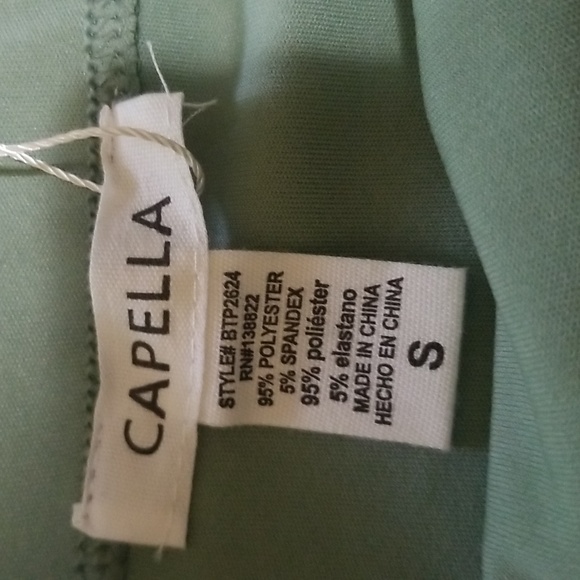 CAPELLA
STYLE# BTP2624
RN#138822
95% POLYESTER
5% SPANDEX
95% poliéster
5% elastano
MADE IN CHINA
HECHO EN CHINA
S